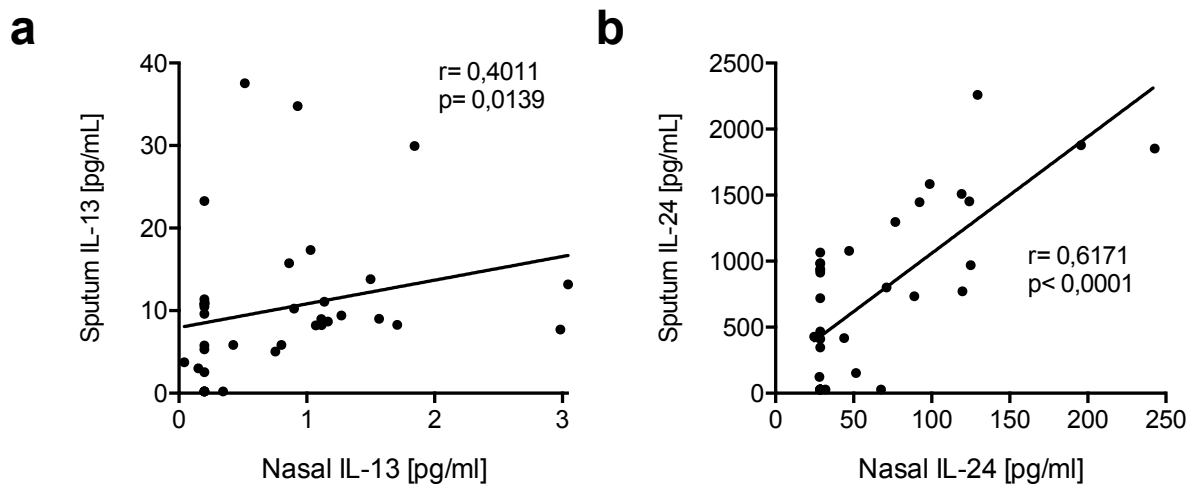 a
r= 0,4011
p= 0,0139
Sputum IL-13 [pg/mL]
40
30
20
10
0
0 1 2 3
Nasal IL-13 [pg/ml]
b
r= 0,6171
p< 0,0001
Sputum IL-24 [pg/mL]
2500
2000
1500
1000
500
0
0 50 100 150 200 250
Nasal IL-24 [pg/ml]